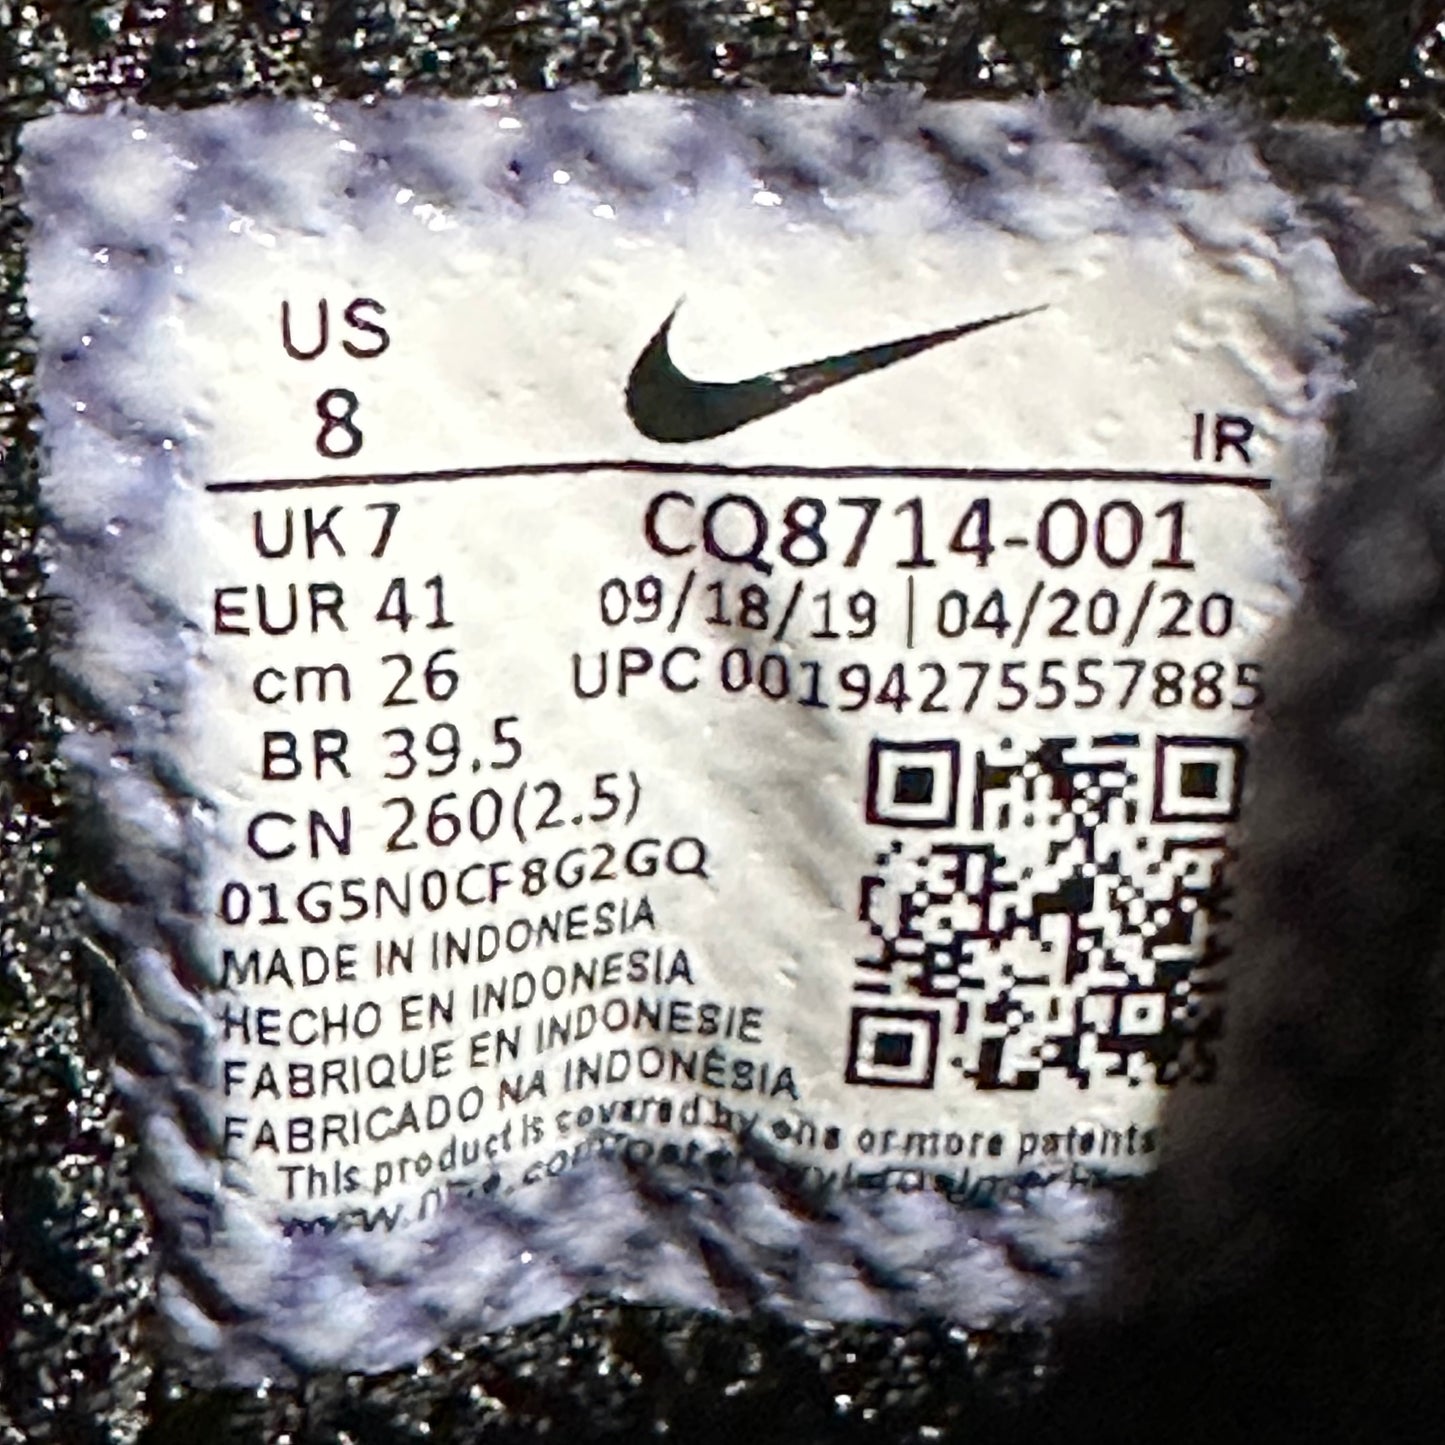 US
8
IR
UK 7
CQ8714-001
EUR 41
09/18/19 | 04/20/20
cm 26
UPC 00194275557885
BR 39.5
CN 260(2.5)
01G5N0CF8G2GQ
MADE IN INDONESIA
HECHO EN INDONESIA
FABRIQUE EN INDONESIE
FABRICADO NA INDONÉSIA
This product is covered by one or more patents